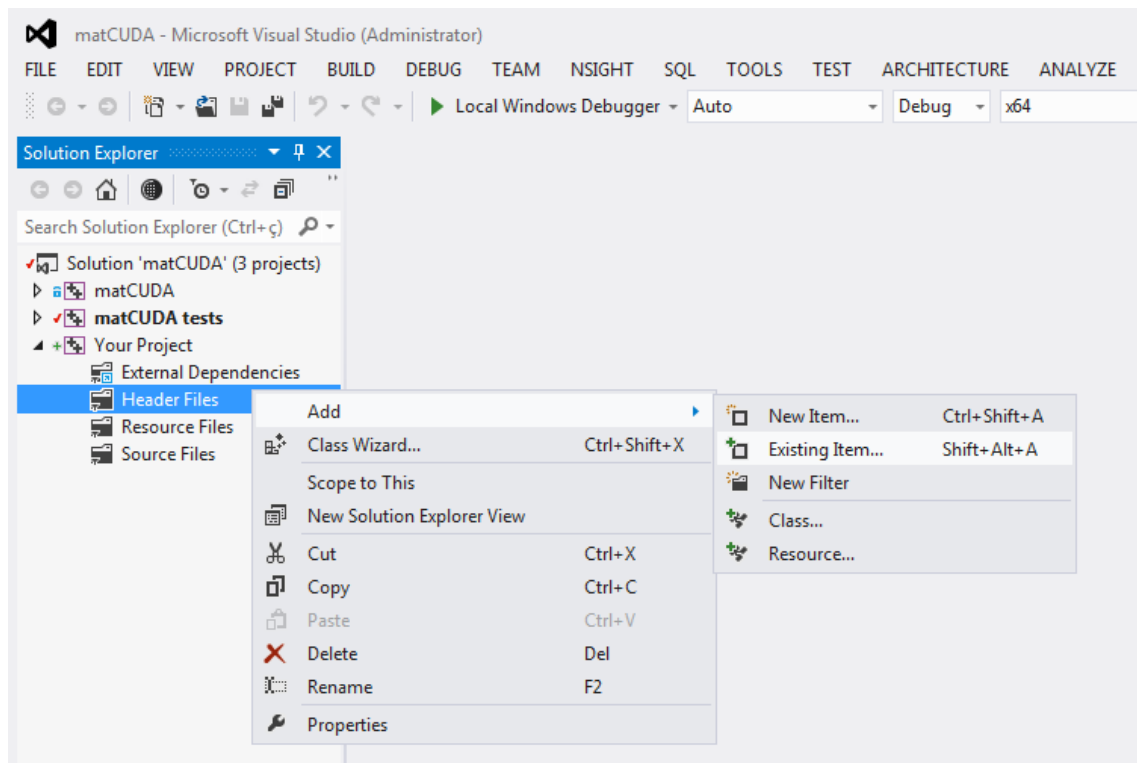 matCUDA - Microsoft Visual Studio (Administrator)
FILE EDIT VIEW PROJECT BUILD DEBUG TEAM NSIGHT SQL TOOLS TEST ARCHITECTURE ANALYZE
Local Windows Debugger Auto Debug x64
Solution Explorer
Search Solution Explorer (Ctrl+ç)
Solution 'matCUDA' (3 projects)
matCUDA
matCUDA tests
Your Project
External Dependencies
Header Files
Resource Files
Source Files
Add
Class Wizard... Ctrl+Shift+X
Scope to This
New Solution Explorer View
Cut Ctrl+X
Copy Ctrl+C
Paste Ctrl+V
Delete Del
Rename F2
Properties
New Item... Ctrl+Shift+A
Existing Item... Shift+Alt+A
New Filter
Class...
Resource...